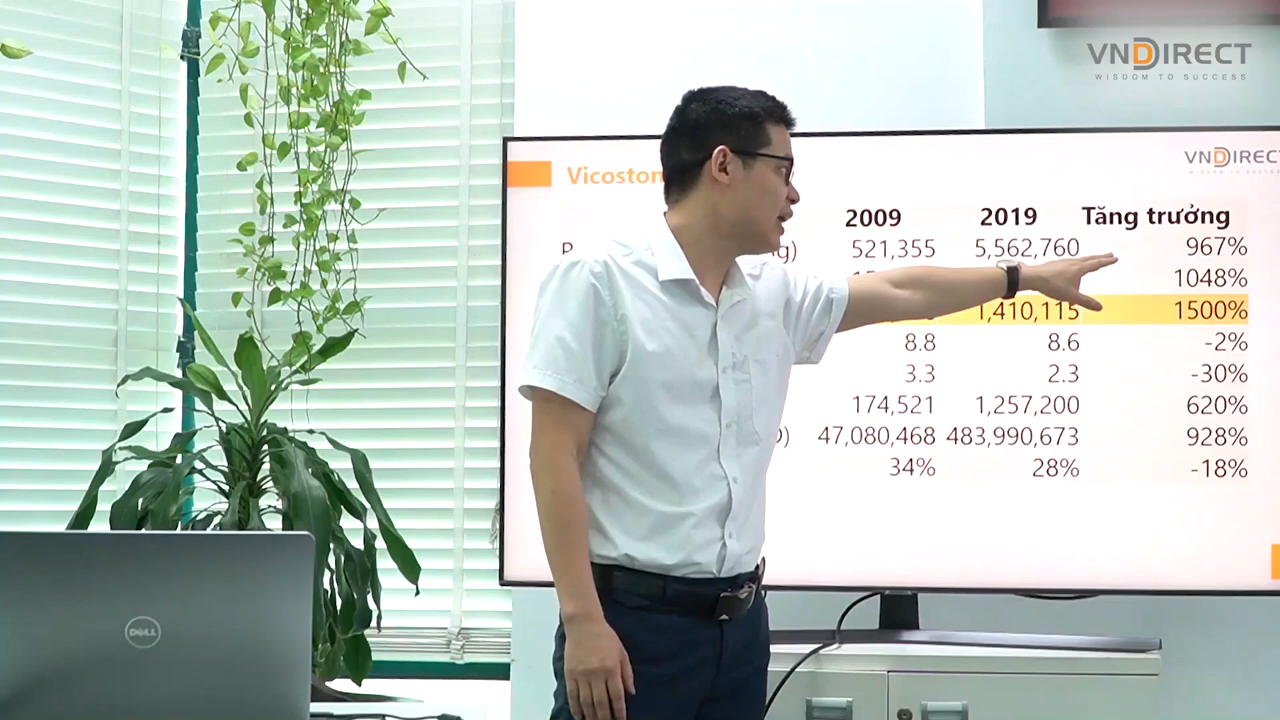 VNDIRECT
WISDOM TO SUCCESS
VNDIRECT
Vicoston
2009 2019 Tăng trưởng
521,355 5,562,760 967%
1048%
1,410,115 1500%
8.8 8.6 -2%
3.3 2.3 -30%
174,521 1,257,200 620%
47,080,468 483,990,673 928%
34% 28% -18%
DELL